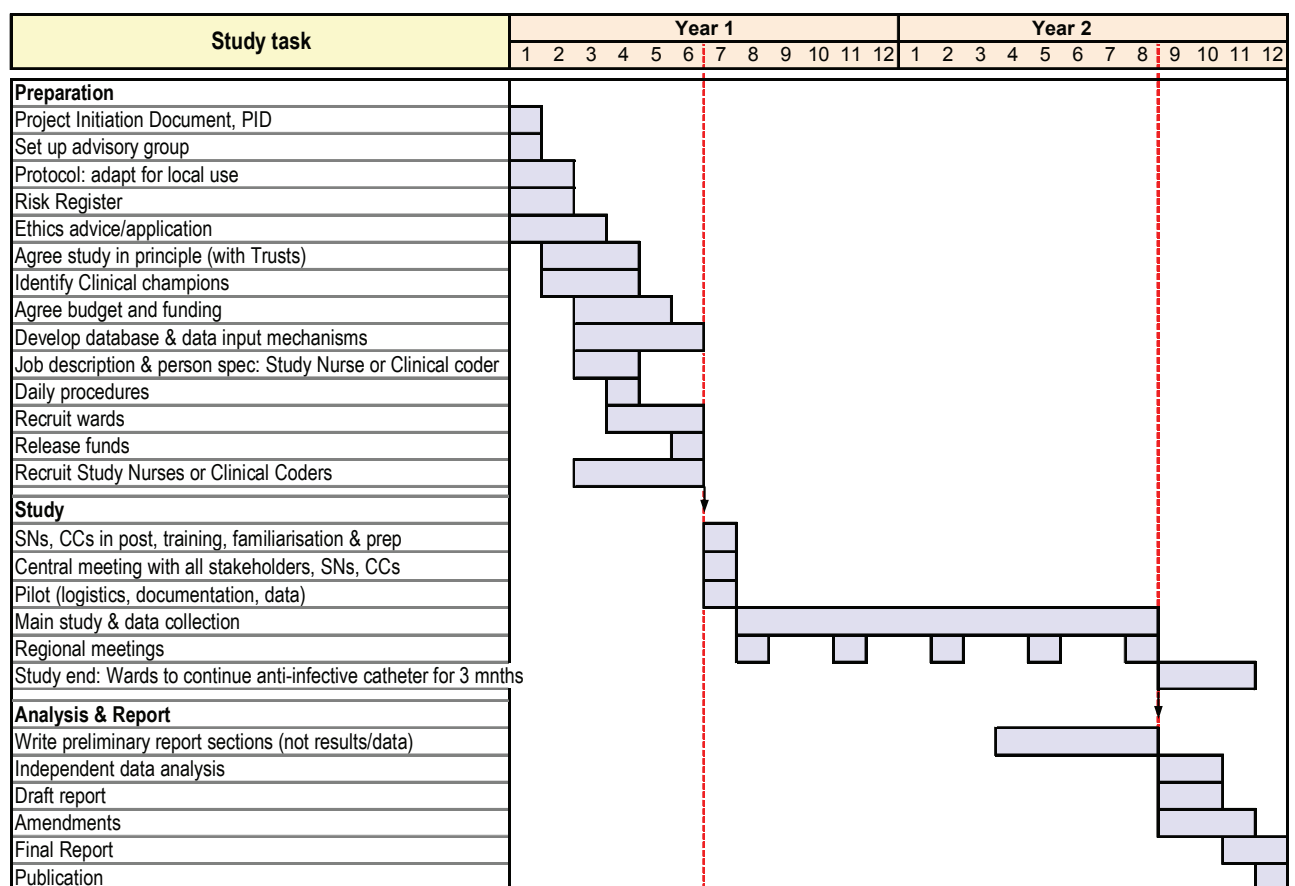 Study task
Year 1 Year 2
1 2 3 4 5 6 7 8 9 10 11 12 1 2 3 4 5 6 7 8 9 10 11 12
Preparation
Project Initiation Document, PID
Set up advisory group
Protocol: adapt for local use
Risk Register
Ethics advice/application
Agree study in principle (with Trusts)
Identify Clinical champions
Agree budget and funding
Develop database & data input mechanisms
Job description & person spec: Study Nurse or Clinical coder
Daily procedures
Recruit wards
Release funds
Recruit Study Nurses or Clinical Coders
Study
SNs, CCs in post, training, familiarisation & prep
Central meeting with all stakeholders, SNs, CCs
Pilot (logistics, documentation, data)
Main study & data collection
Regional meetings
Study end: Wards to continue anti-infective catheter for 3 mnths
Analysis & Report
Write preliminary report sections (not results/data)
Independent data analysis
Draft report
Amendments
Final Report
Publication